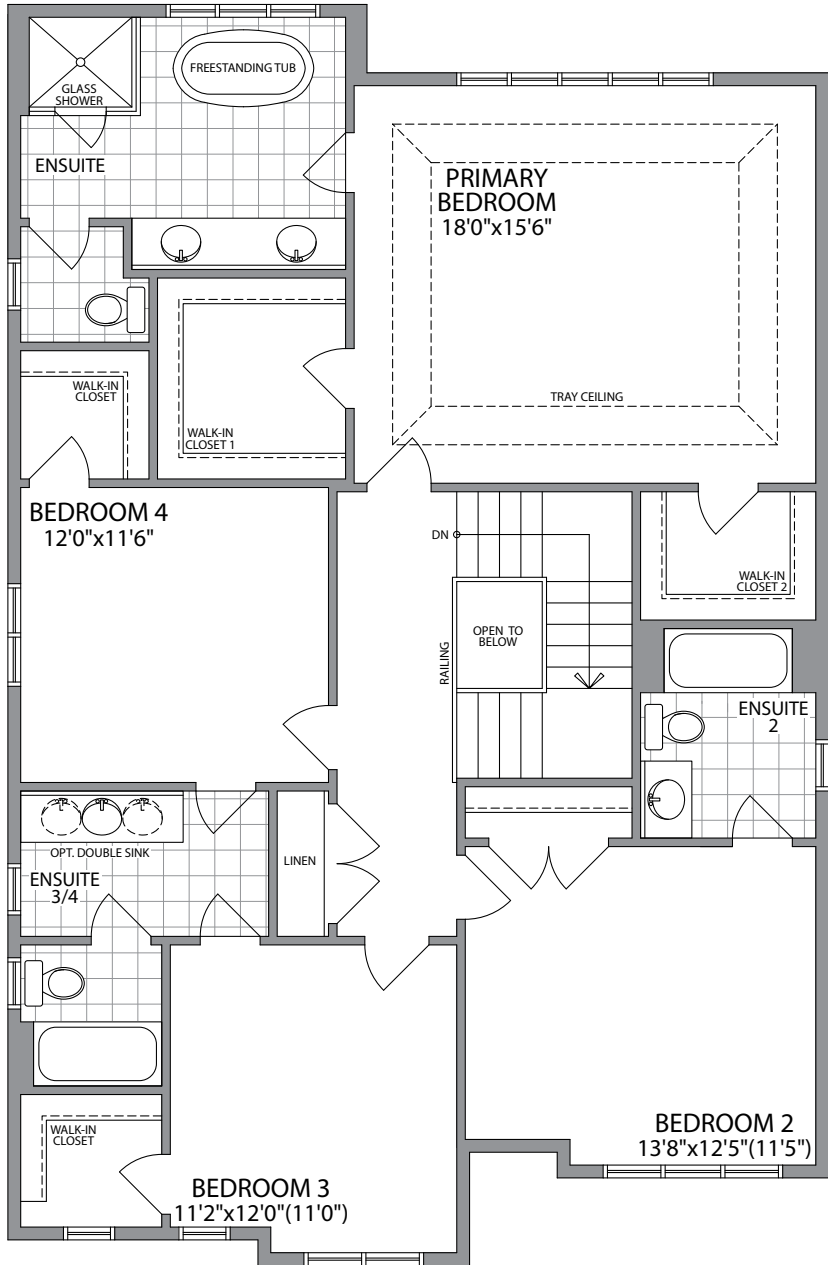 FREESTANDING TUB
GLASS
SHOWER
ENSUITE
PRIMARY
BEDROOM
18'0"x15'6"
WALK-IN
CLOSET
WALK-IN
CLOSET 1
TRAY CEILING
BEDROOM 4
12'0"x11'6"
DN
WALK-IN
CLOSET 2
OPEN TO
BELOW
RAILING
ENSUITE
2
OPT. DOUBLE SINK
ENSUITE
3/4
LINEN
WALK-IN
CLOSET
BEDROOM 3
11'2"x12'0"(11'0")
BEDROOM 2
13'8"x12'5"(11'5")